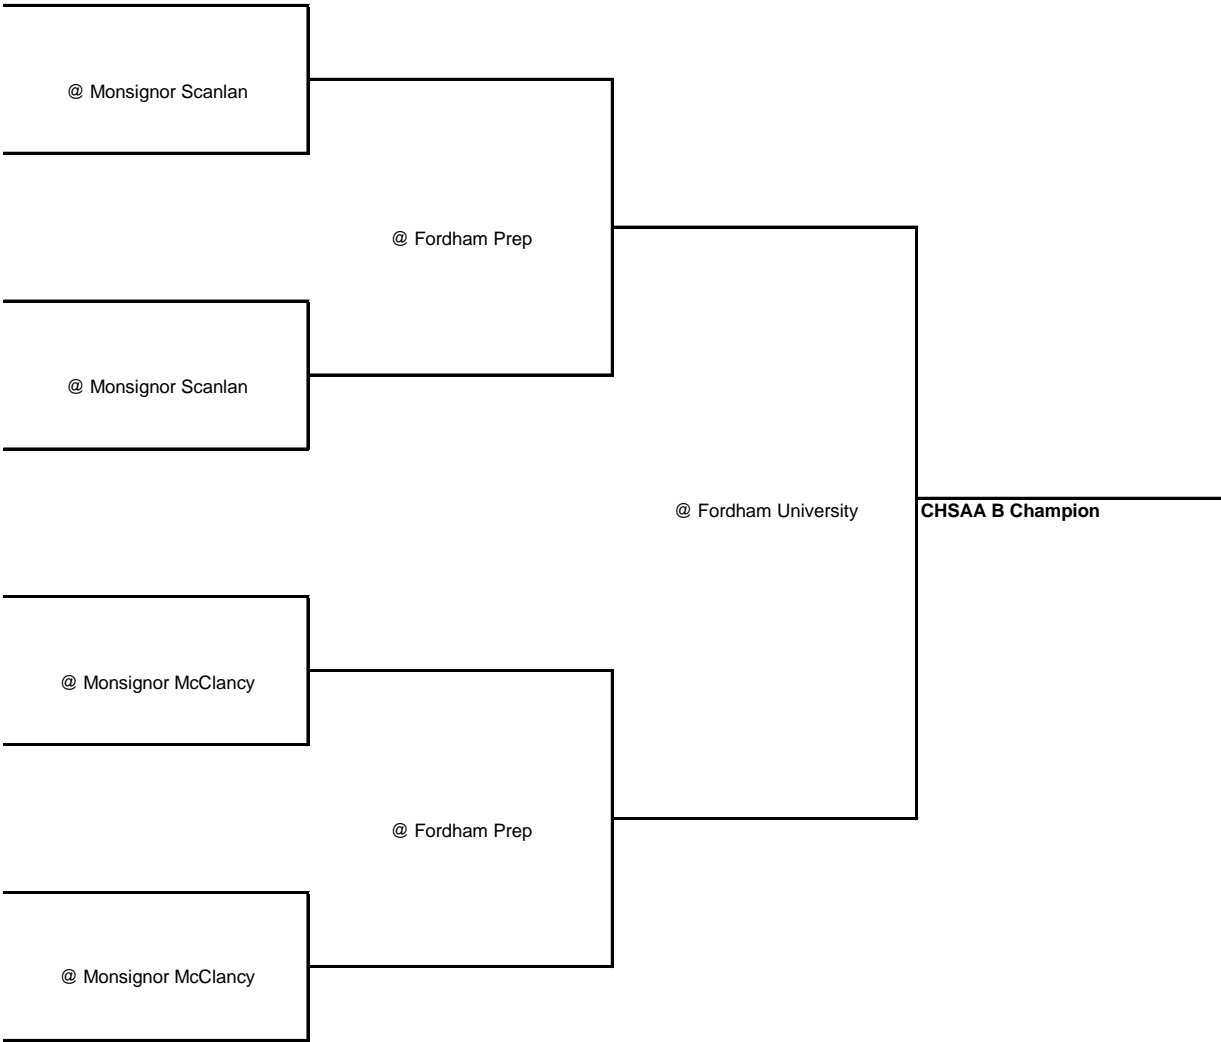 @ Monsignor Scanlan
@ Fordham Prep
@ Monsignor Scanlan
@ Fordham University
CHSAA B Champion
@ Monsignor McClancy
@ Fordham Prep
@ Monsignor McClancy